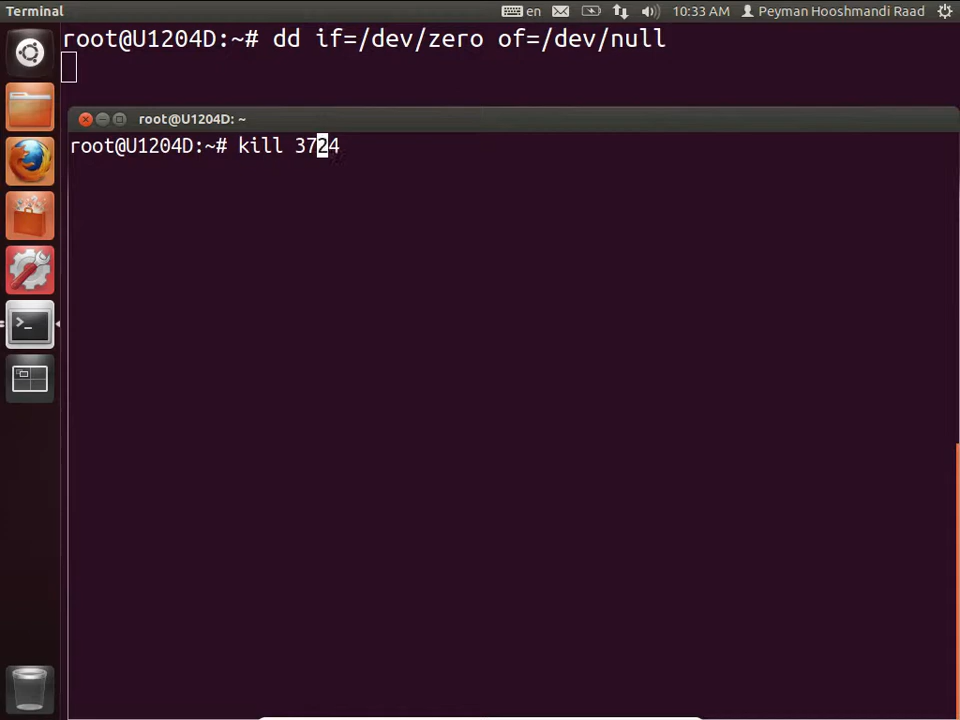 Terminal
en
10:33 AM
Peyman Hooshmandi Raad
root@U1204D:~# dd if=/dev/zero of=/dev/null
root@U1204D: ~
root@U1204D:~# kill 3724